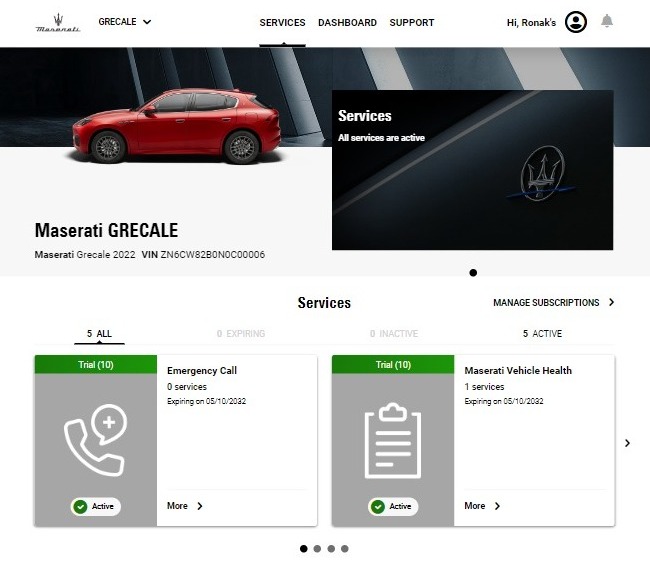 Maserati
GRECALE
SERVICES DASHBOARD SUPPORT
Hi, Ronak's
Services
All services are active
Maserati GRECALE
Maserati Grecale 2022 VIN ZN6CW82B0N0C00006
Services
MANAGE SUBSCRIPTIONS
5 ALL
0 EXPIRING
0 INACTIVE
5 ACTIVE
Trial (10)
Emergency Call
0 services
Expiring on 05/10/2032
Active
More
Trial (10)
Maserati Vehicle Health
1 services
Expiring on 05/10/2032
Active
More